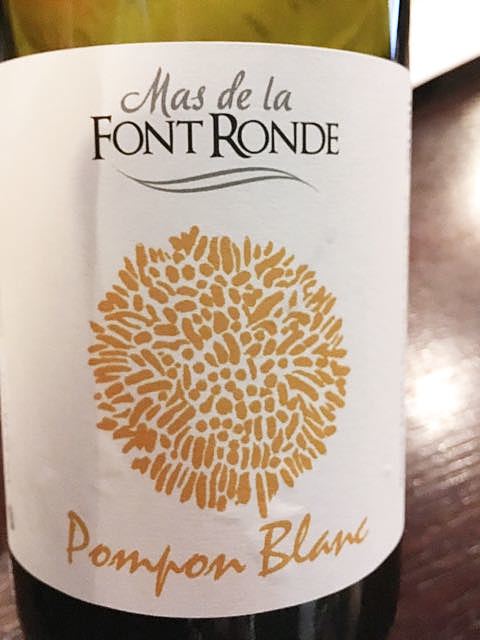 Mas de la
FONT RONDE
Pompon Blanc